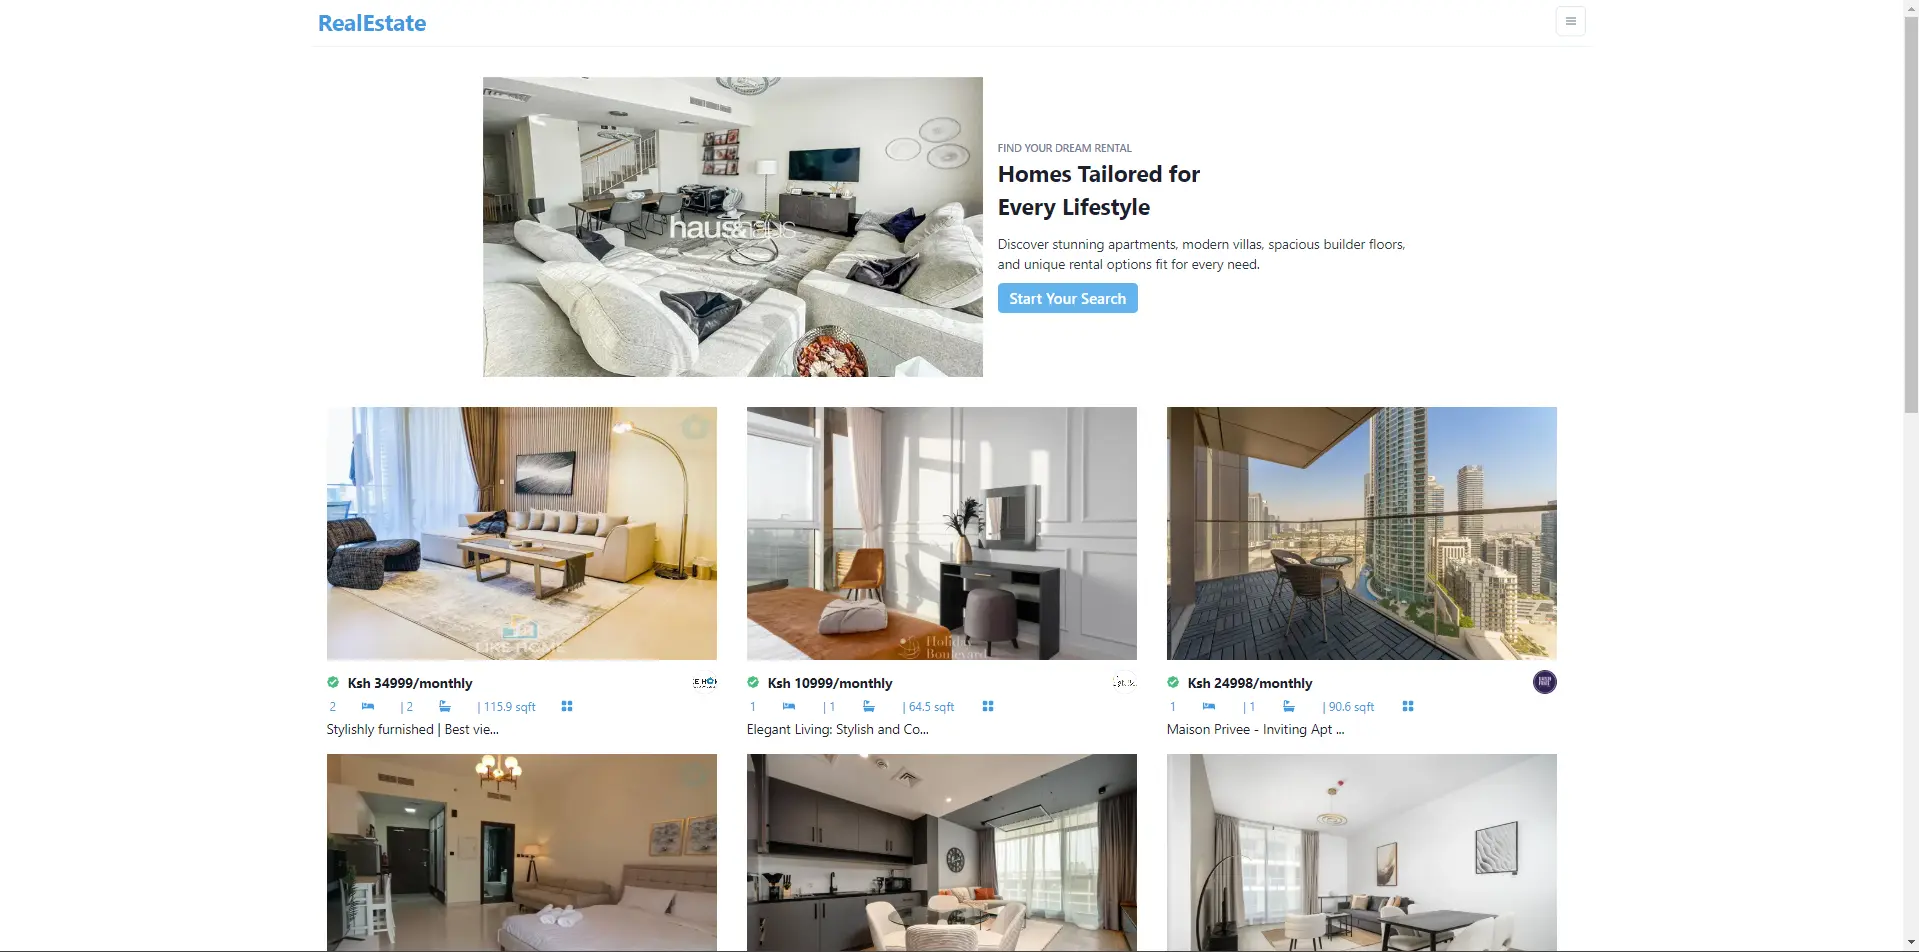 RealEstate
haus&haus
FIND YOUR DREAM RENTAL
Homes Tailored for
Every Lifestyle
Discover stunning apartments, modern villas, spacious builder floors,
and unique rental options fit for every need.
Start Your Search
LIKE HOME
Holiday
Boulevard
Ksh 34999/monthly
2 | 2 | 115.9 sqft
Stylishly furnished | Best vie...
Ksh 10999/monthly
1 | 1 | 64.5 sqft
Elegant Living: Stylish and Co...
Ksh 24998/monthly
1 | 1 | 90.6 sqft
Maison Privee - Inviting Apt ...